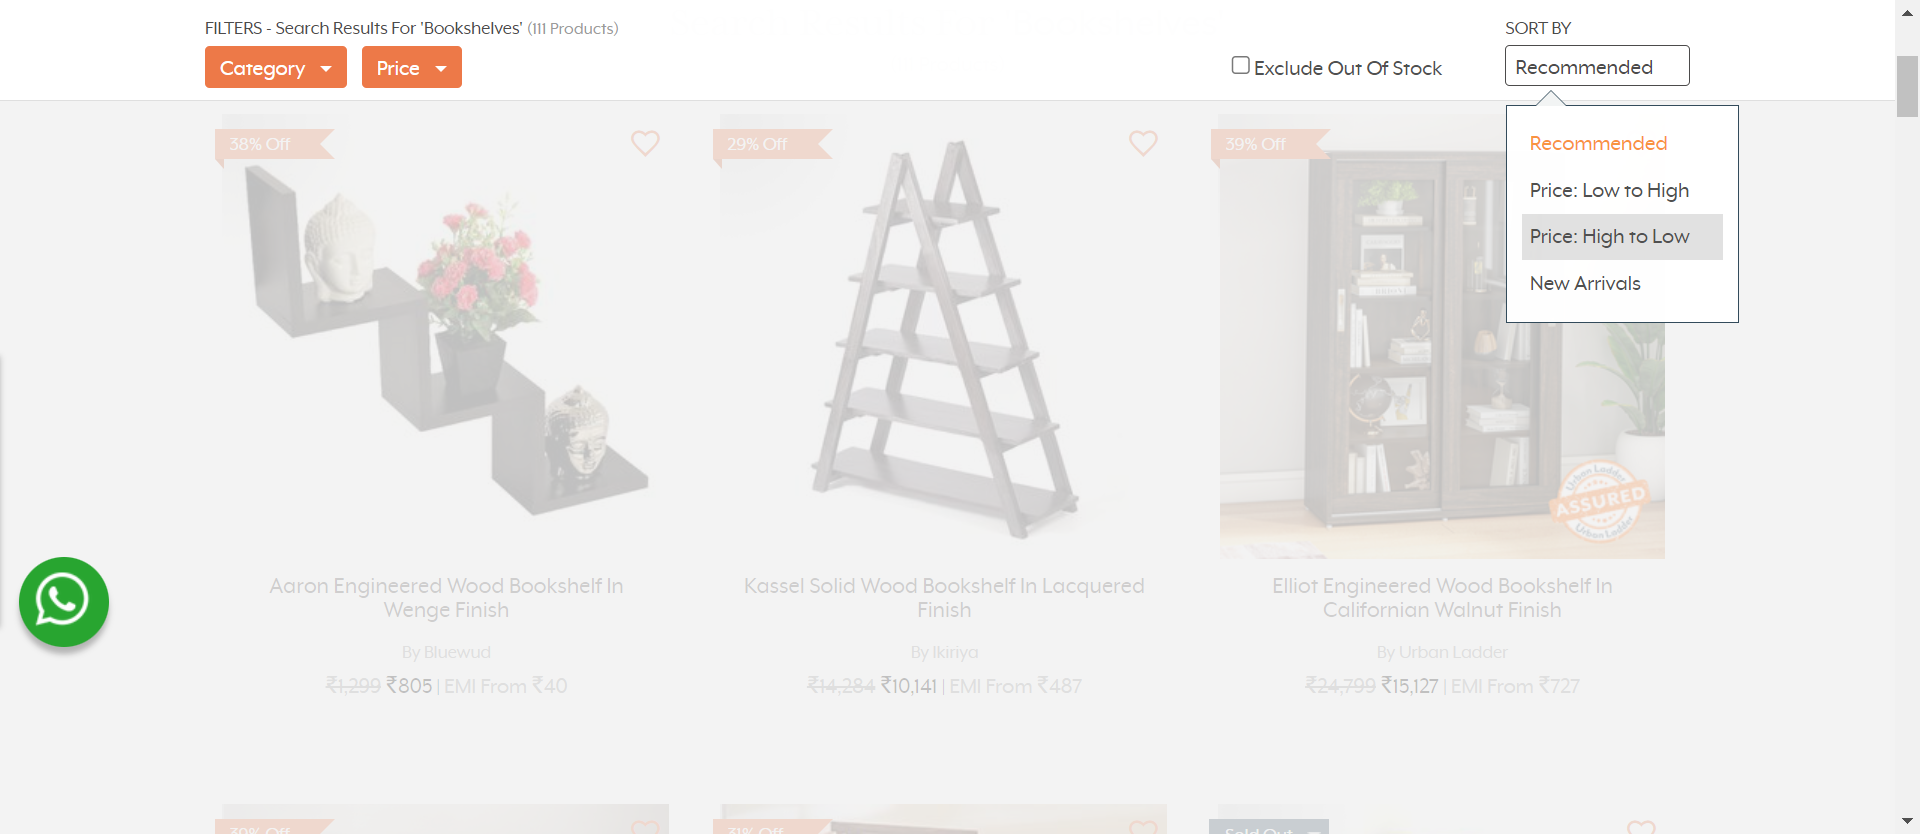 FILTERS - Search Results For 'Bookshelves' (111 Products)
SORT BY
Category
Price
Exclude Out Of Stock
Recommended
Recommended
Price: Low to High
Price: High to Low
New Arrivals
38% Off
29% Off
39% Off
Urban Ladder
ASSURED
Urban Ladder
Aaron Engineered Wood Bookshelf In
Wenge Finish
By Bluewud
₹1,299 ₹805 | EMI From ₹40
Kassel Solid Wood Bookshelf In Lacquered
Finish
By Ikiriya
₹14,284 ₹10,141 | EMI From ₹487
Elliot Engineered Wood Bookshelf In
Californian Walnut Finish
By Urban Ladder
₹24,799 ₹15,127 | EMI From ₹727
39% Off
31% Off
Sold Out